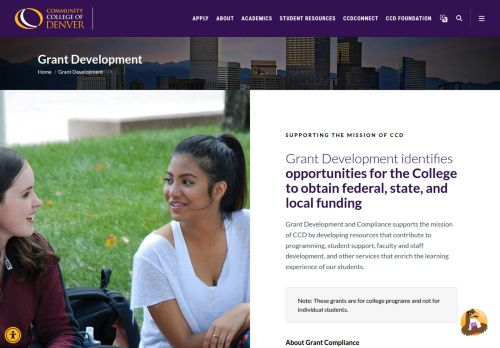 COMMUNITY
COLLEGE OF
DENVER
APPLY ABOUT ACADEMICS STUDENT RESOURCES CCDCONNECT CCD FOUNDATION
Grant Development
Home / Grant Development
SUPPORTING THE MISSION OF CCD
Grant Development identifies
opportunities for the College
to obtain federal, state, and
local funding
Grant Development and Compliance supports the mission
of CCD by developing resources that contribute to
programming, student support, faculty and staff
development, and other services that enrich the learning
experience of our students.
Note: These grants are for college programs and not for
individual students.
About Grant Compliance